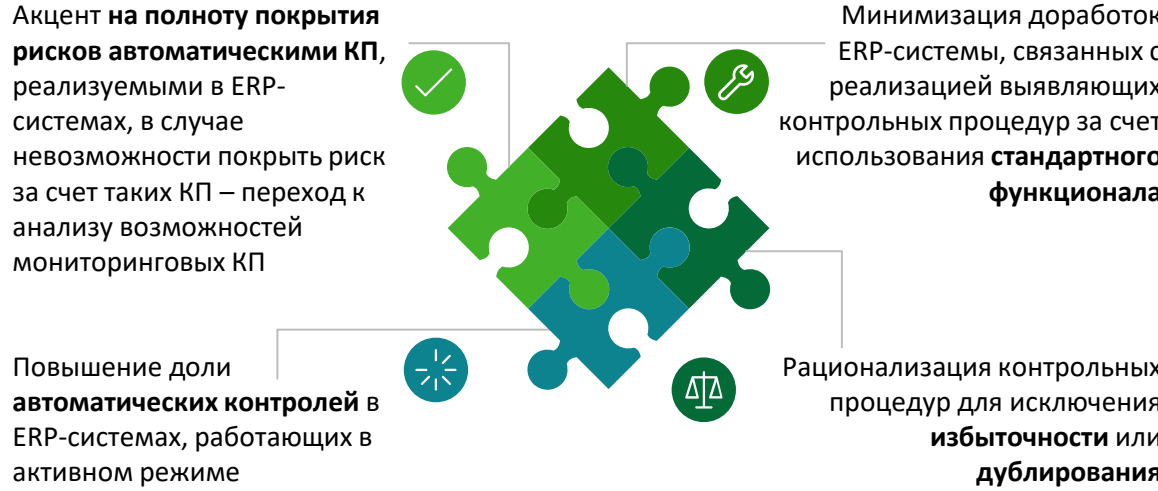 Акцент на полноту покрытия
рисков автоматическими КП,
реализуемыми в ERP-
системах, в случае
невозможности покрыть риск
за счет таких КП – переход к
анализу возможностей
мониторинговых КП
Минимизация доработок
ERP-системы, связанных с
реализацией выявляющих
контрольных процедур за счет
использования стандартного
функционала
Повышение доли
автоматических контролей в
ERP-системах, работающих в
активном режиме
Рационализация контрольных
процедур для исключения
избыточности или
дублирования